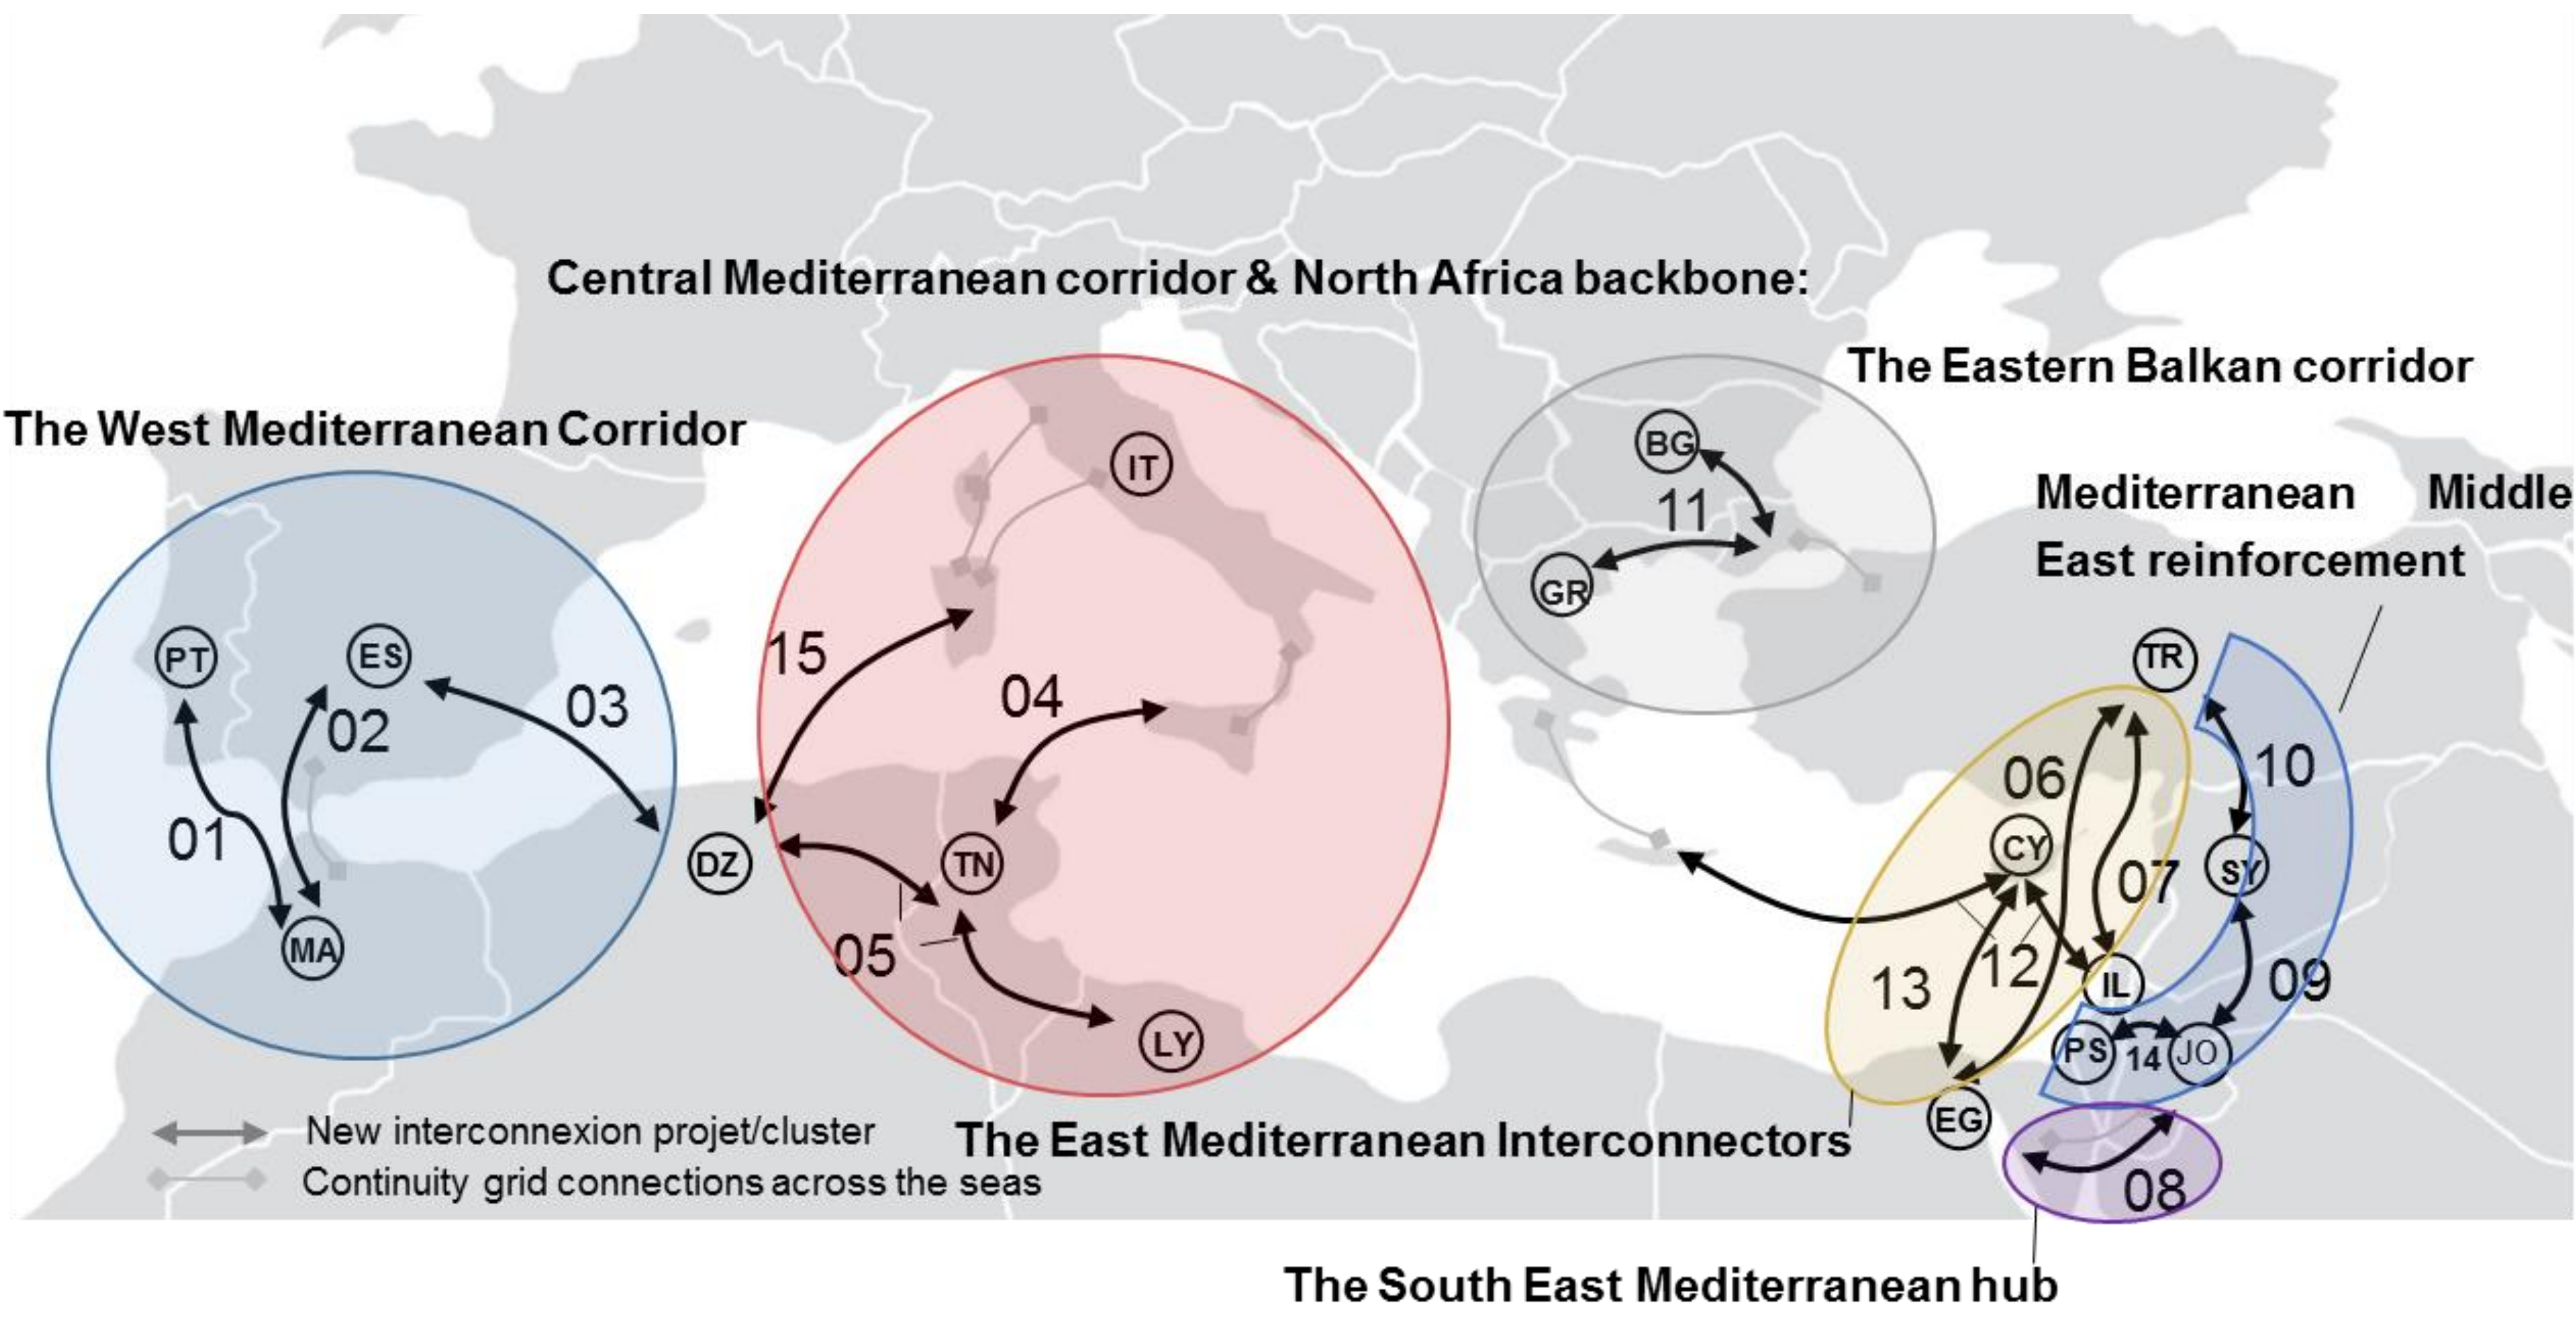 Central Mediterranean corridor & North Africa backbone:
The Eastern Balkan corridor
The West Mediterranean Corridor
Mediterranean Middle
East reinforcement
BG
IT
11
GR
PT
ES
15
03
02
04
TR
10
06
01
CY
DZ
TN
07
SY
MA
05
13
12
IL
09
LY
PS
14
JO
EG
New interconnexion projet/cluster
The East Mediterranean Interconnectors
Continuity grid connections across the seas
08
The South East Mediterranean hub